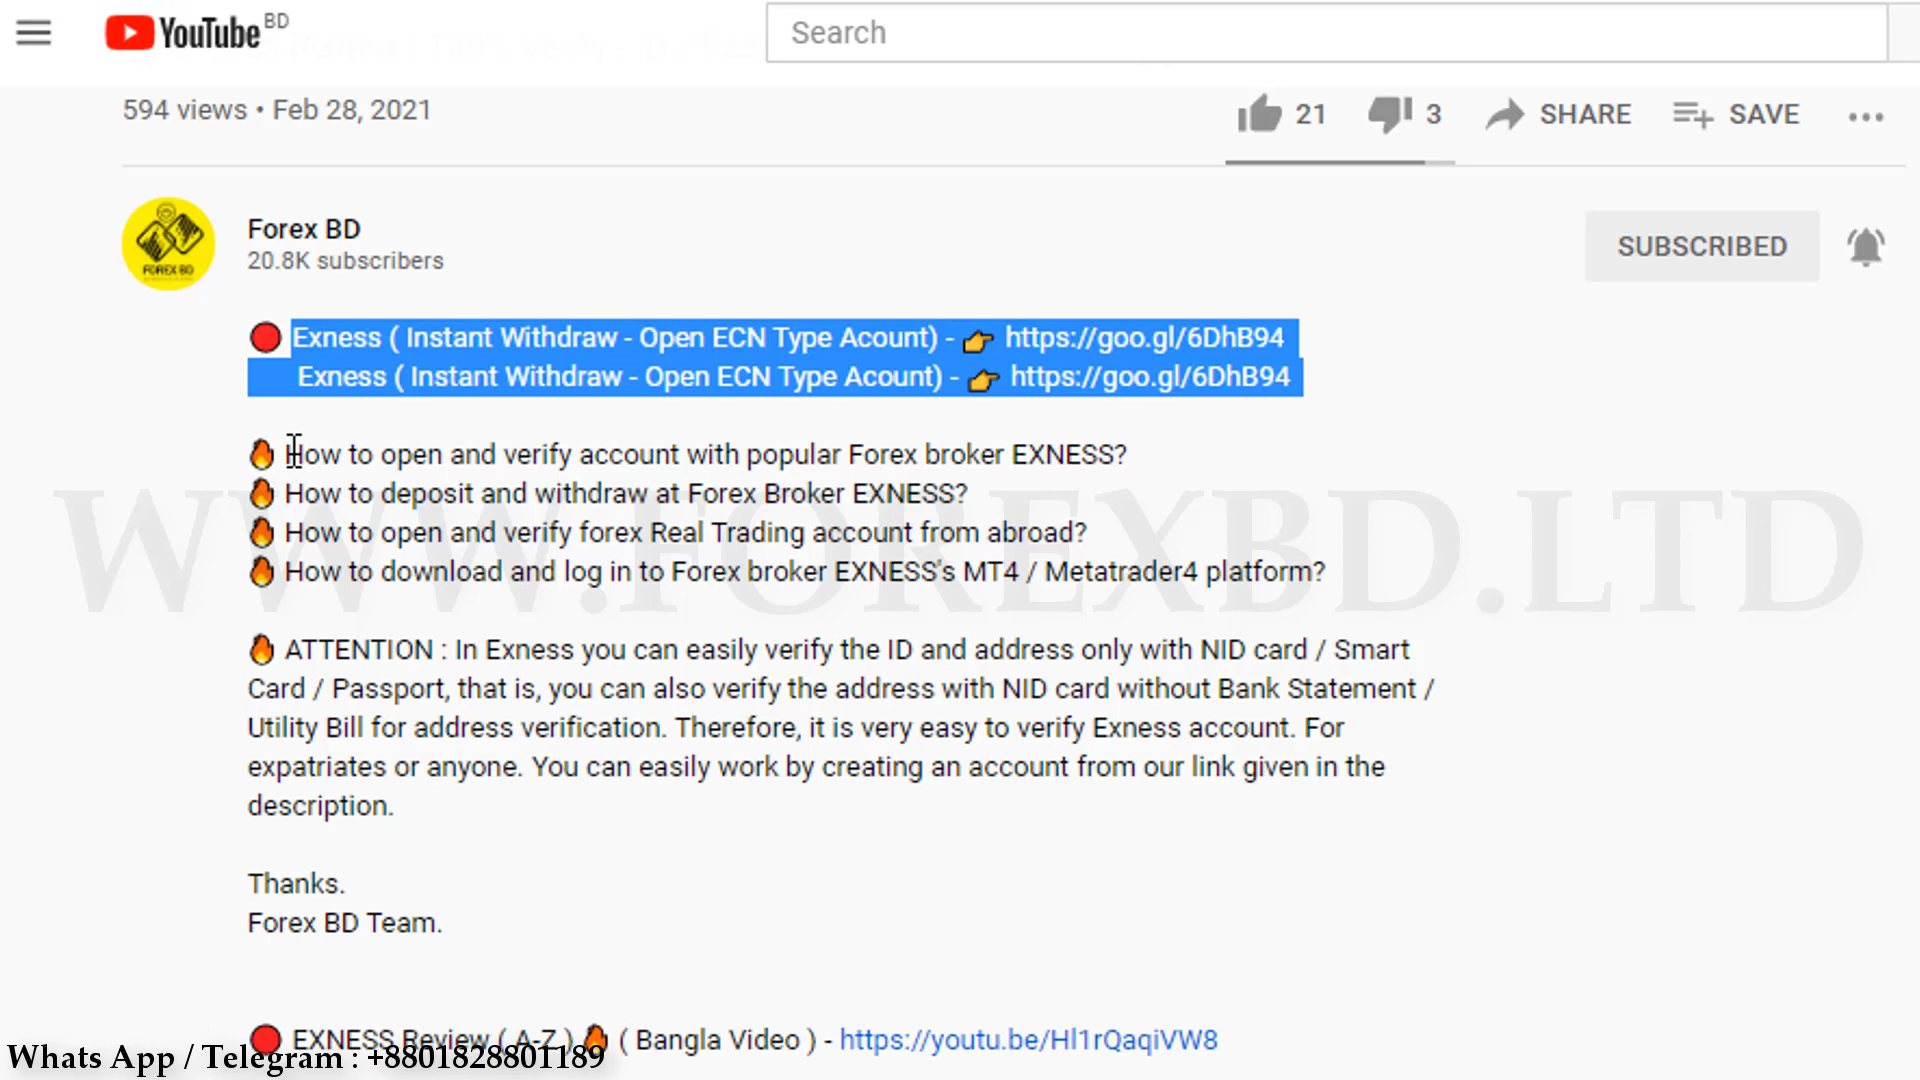 YouTube BD
Search
594 views • Feb 28, 2021
21 3 SHARE SAVE
FOREX BD
Forex BD
20.8K subscribers
SUBSCRIBED
🔴 Exness ( Instant Withdraw - Open ECN Type Acount) - 👉 https://goo.gl/6DhB94
Exness ( Instant Withdraw - Open ECN Type Acount) - 👉 https://goo.gl/6DhB94
🔥 How to open and verify account with popular Forex broker EXNESS?
🔥 How to deposit and withdraw at Forex Broker EXNESS?
🔥 How to open and verify forex Real Trading account from abroad?
🔥 How to download and log in to Forex broker EXNESS's MT4 / Metatrader4 platform?
WWW.FOREXBD.LTD
🔥 ATTENTION : In Exness you can easily verify the ID and address only with NID card / Smart
Card / Passport, that is, you can also verify the address with NID card without Bank Statement /
Utility Bill for address verification. Therefore, it is very easy to verify Exness account. For
expatriates or anyone. You can easily work by creating an account from our link given in the
description.
Thanks.
Forex BD Team.
🔴 EXNESS Review ( A-Z ) 🔥 ( Bangla Video ) - https://youtu.be/Hl1rQaqiVW8
Whats App / Telegram : +8801828801189